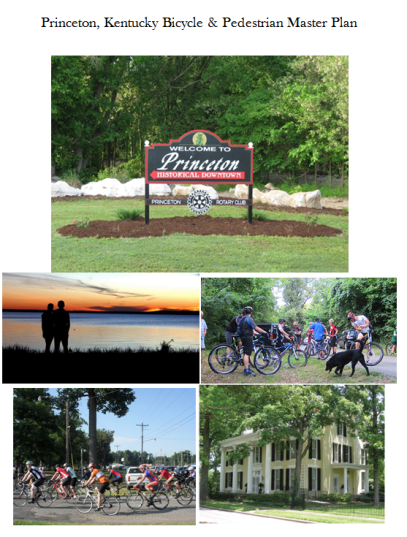 Princeton, Kentucky Bicycle & Pedestrian Master Plan
WELCOME TO
Princeton
HISTORICAL DOWNTOWN
PRINCETON ROTARY CLUB